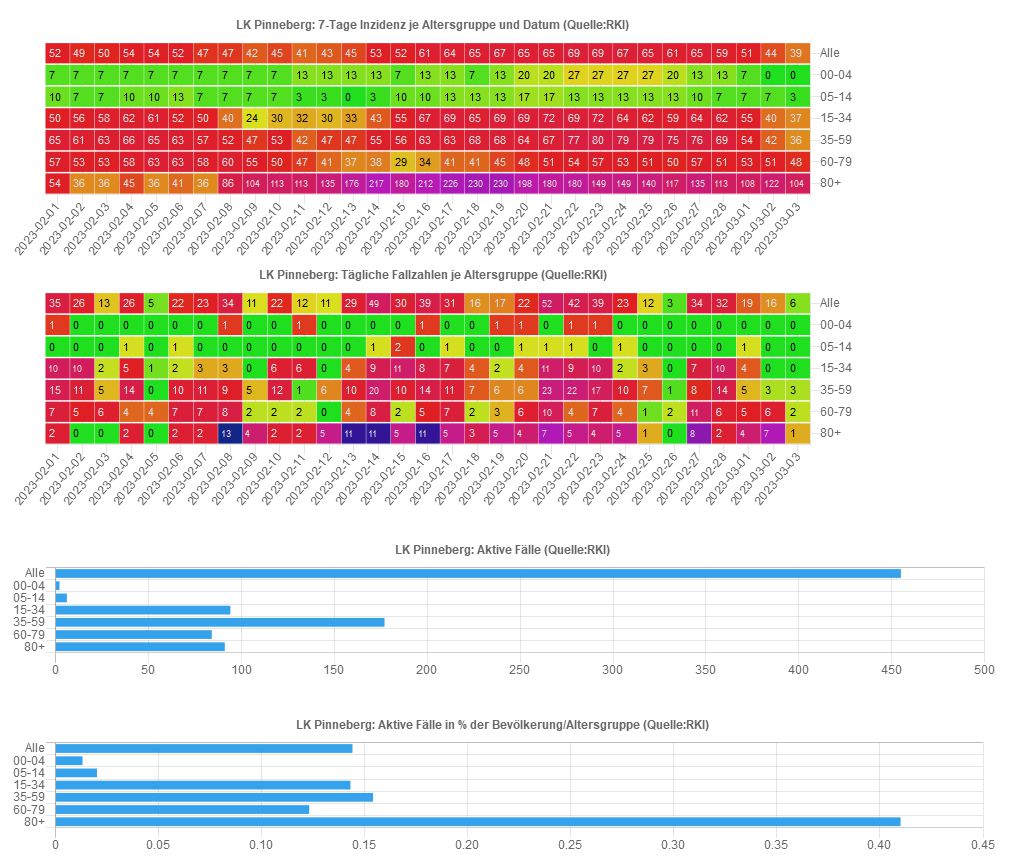 LK Pinneberg: 7-Tage Inzidenz je Altersgruppe und Datum (Quelle:RKI)
52 49 50 54 54 52 47 47 42 45 41 43 45 53 52 61 64 65 67 65 65 69 69 67 65 61 65 59 51 44 39 Alle
7 7 7 7 7 7 7 7 7 7 13 13 13 13 7 13 13 7 13 20 20 27 27 27 27 20 13 13 7 0 0 00-04
10 7 7 10 10 13 7 7 7 7 3 3 0 3 10 10 13 13 13 17 17 13 13 13 13 13 10 7 7 7 3 05-14
50 56 58 62 61 52 50 40 24 30 32 30 33 43 55 67 69 65 69 69 72 69 72 64 62 59 64 62 55 40 37 15-34
65 61 63 66 65 63 57 52 47 53 42 47 47 55 56 63 63 68 68 64 67 77 80 79 79 75 76 69 54 42 36 35-59
57 53 53 58 63 63 58 60 55 50 47 41 37 38 29 34 41 41 45 48 51 54 57 53 51 50 57 51 53 51 48 60-79
54 36 36 45 36 41 36 86 104 113 113 135 176 217 180 212 226 230 230 198 180 180 149 149 140 117 135 113 108 122 104 80+
2023-02-01 2023-02-02 2023-02-03 2023-02-04 2023-02-05 2023-02-06 2023-02-07 2023-02-08 2023-02-09 2023-02-10 2023-02-11 2023-02-12 2023-02-13 2023-02-14 2023-02-15 2023-02-16 2023-02-17 2023-02-18 2023-02-19 2023-02-20 2023-02-21 2023-02-22 2023-02-23 2023-02-24 2023-02-25 2023-02-26 2023-02-27 2023-02-28 2023-03-01 2023-03-02 2023-03-03
LK Pinneberg: Tägliche Fallzahlen je Altersgruppe (Quelle:RKI)
35 26 13 26 5 22 23 34 11 22 12 11 29 49 30 39 31 16 17 22 52 42 39 23 12 3 34 32 19 16 6 Alle
1 0 0 0 0 0 0 1 0 0 1 0 0 0 0 1 0 0 1 1 0 1 1 0 0 0 0 0 0 0 0 00-04
0 0 0 1 0 1 0 0 0 0 0 0 0 1 2 0 1 0 0 1 1 1 0 1 0 0 0 0 1 0 0 05-14
10 10 2 5 1 2 3 3 0 6 6 0 4 9 11 8 7 4 2 4 11 9 10 2 3 0 7 10 4 0 0 15-34
15 11 5 14 0 10 11 9 5 12 1 6 10 20 10 14 11 7 6 6 23 22 17 10 7 1 8 14 5 3 3 35-59
7 5 6 4 4 7 7 8 2 2 2 0 4 8 2 5 7 2 3 6 10 4 7 4 1 2 11 6 5 6 2 60-79
2 0 0 2 0 2 2 13 4 2 2 5 11 11 5 11 5 3 5 4 7 5 4 5 1 0 8 2 4 7 1 80+
2023-02-01 2023-02-02 2023-02-03 2023-02-04 2023-02-05 2023-02-06 2023-02-07 2023-02-08 2023-02-09 2023-02-10 2023-02-11 2023-02-12 2023-02-13 2023-02-14 2023-02-15 2023-02-16 2023-02-17 2023-02-18 2023-02-19 2023-02-20 2023-02-21 2023-02-22 2023-02-23 2023-02-24 2023-02-25 2023-02-26 2023-02-27 2023-02-28 2023-03-01 2023-03-02 2023-03-03
LK Pinneberg: Aktive Fälle (Quelle:RKI)
Alle
00-04
05-14
15-34
35-59
60-79
80+
0 50 100 150 200 250 300 350 400 450 500
LK Pinneberg: Aktive Fälle in % der Bevölkerung/Altersgruppe (Quelle:RKI)
Alle
00-04
05-14
15-34
35-59
60-79
80+
0 0.05 0.10 0.15 0.20 0.25 0.30 0.35 0.40 0.45